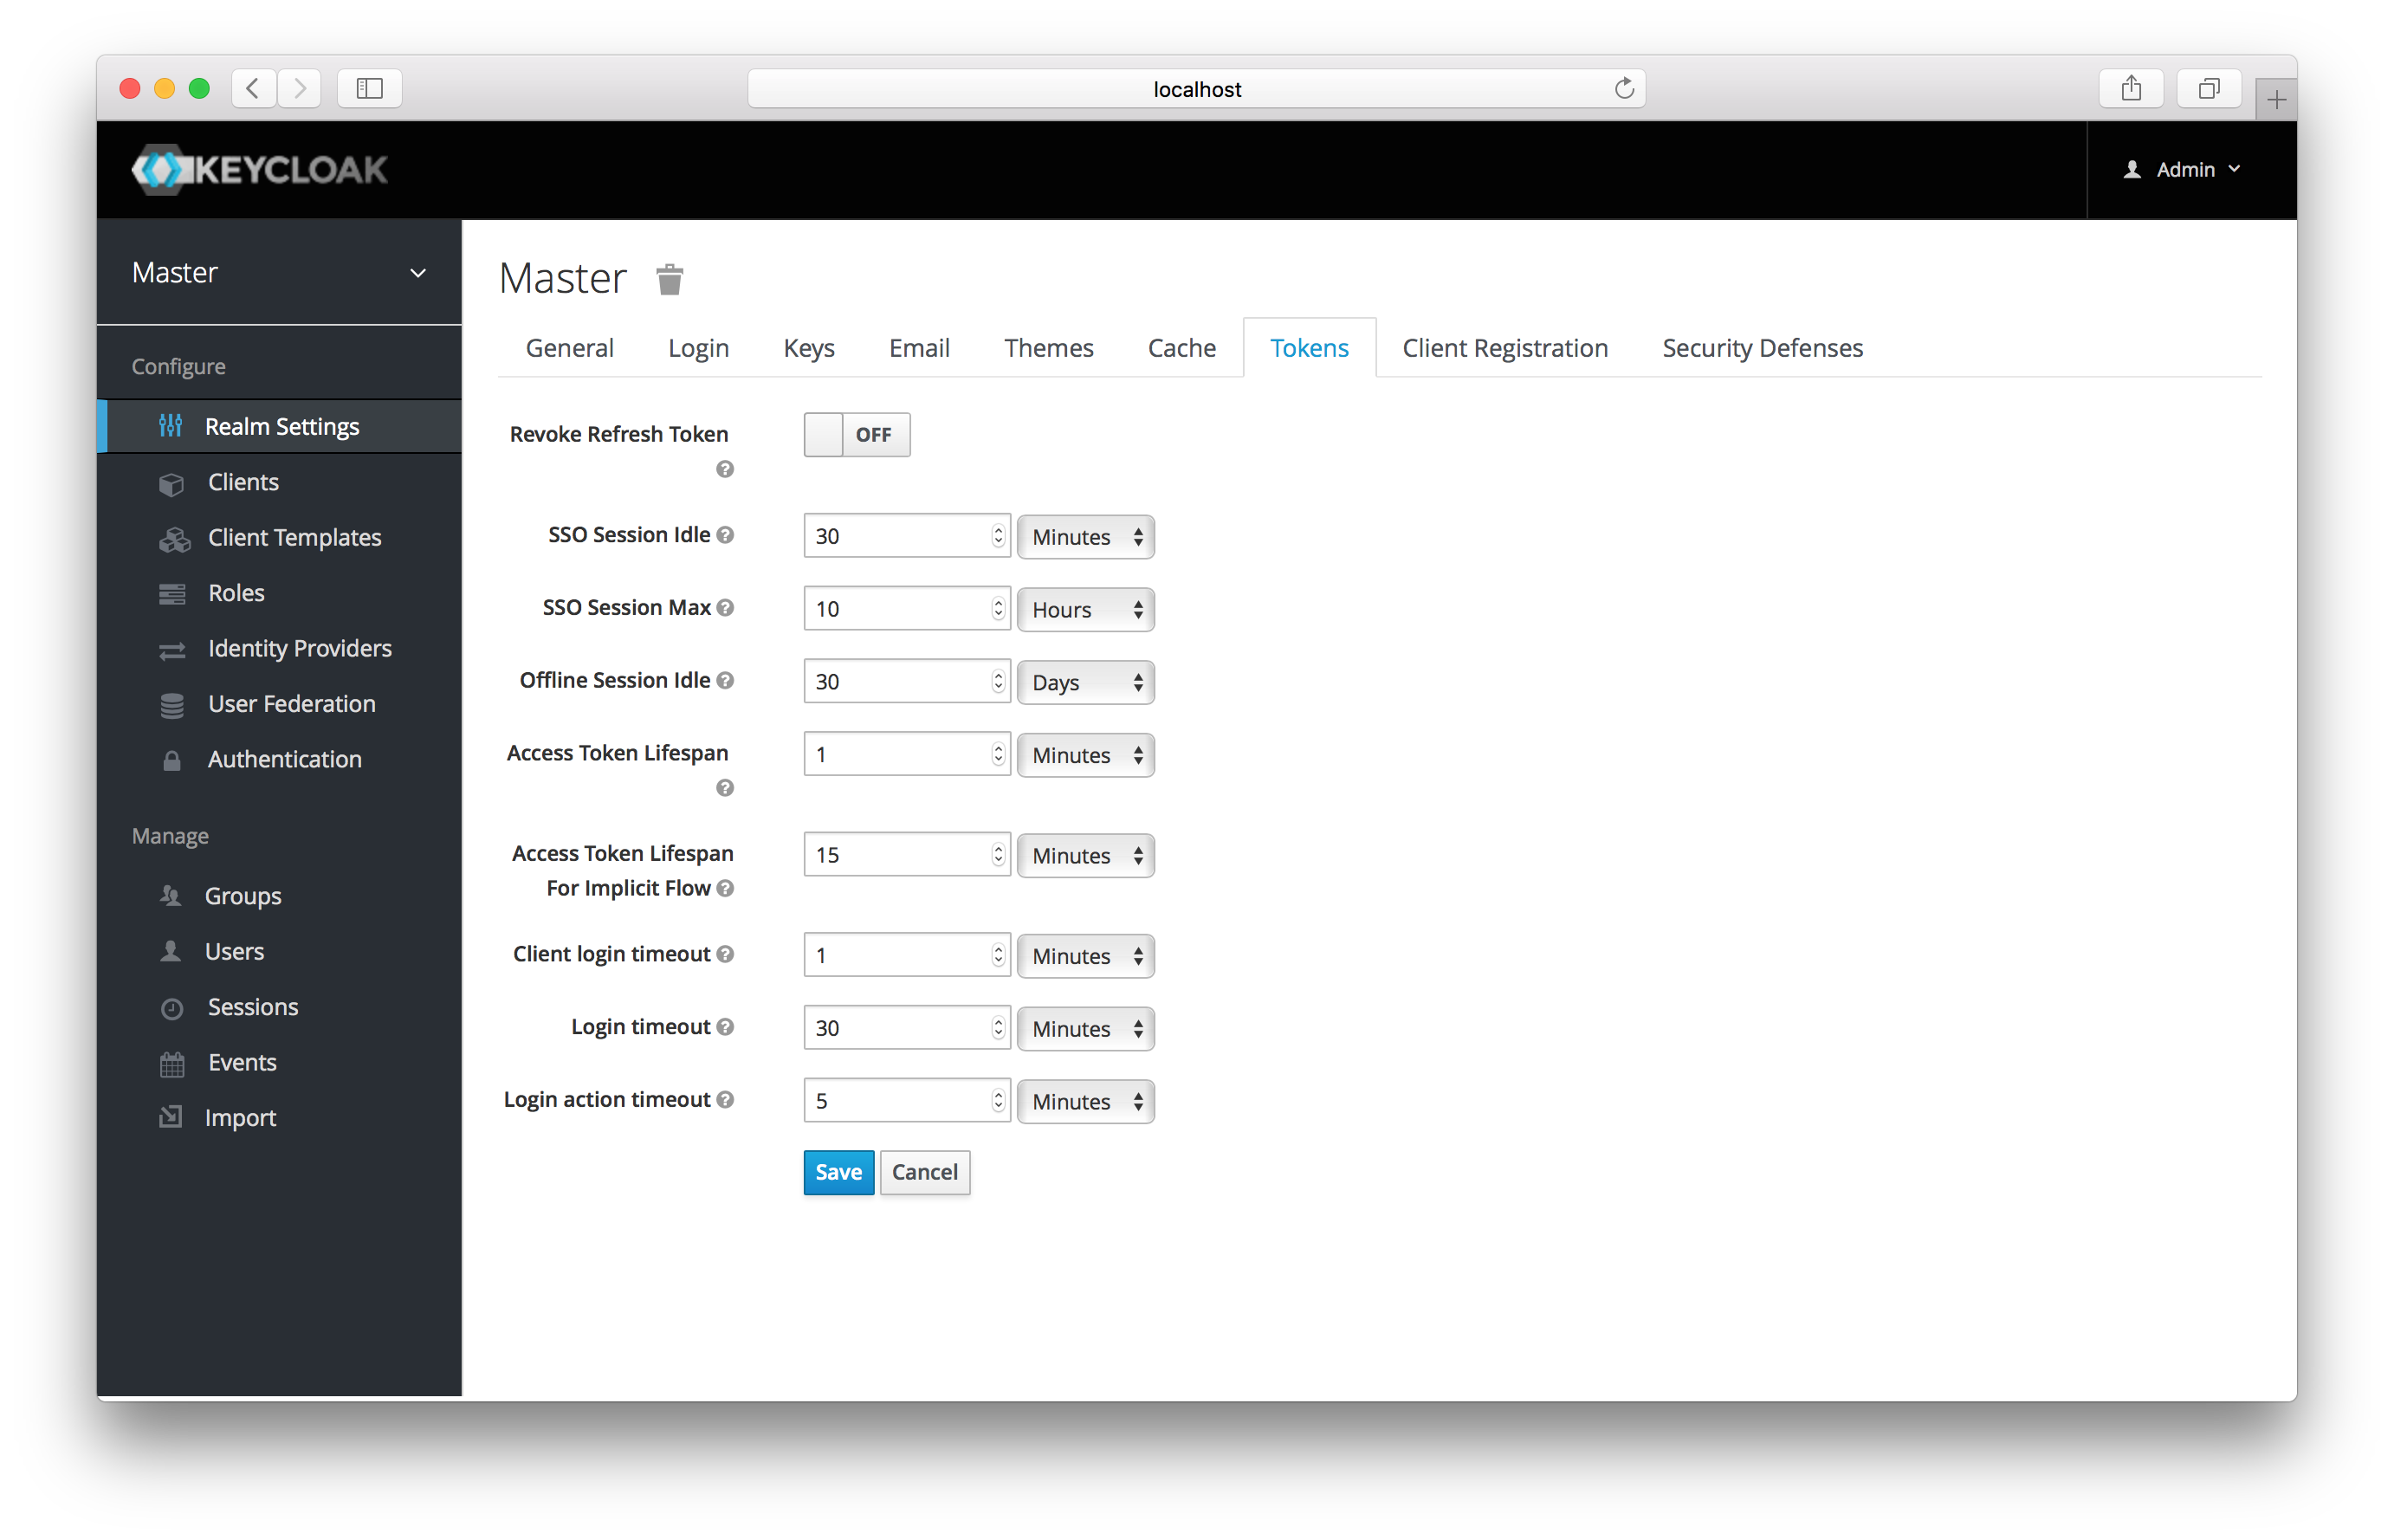 localhost
KEYCLOAK
Admin
Master
Configure
Realm Settings
Clients
Client Templates
Roles
Identity Providers
User Federation
Authentication
Manage
Groups
Users
Sessions
Events
Import
Master
General Login Keys Email Themes Cache Tokens Client Registration Security Defenses
Revoke Refresh Token OFF
SSO Session Idle 30 Minutes
SSO Session Max 10 Hours
Offline Session Idle 30 Days
Access Token Lifespan 1 Minutes
Access Token Lifespan 15 Minutes
For Implicit Flow
Client login timeout 1 Minutes
Login timeout 30 Minutes
Login action timeout 5 Minutes
Save Cancel